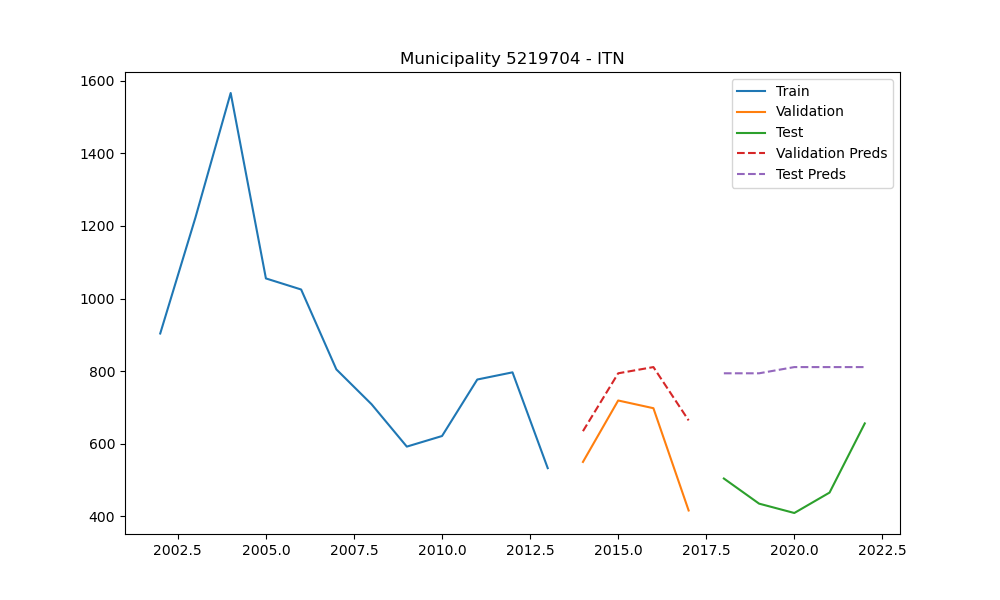 Municipality 5219704 - ITN
1600
1400
1200
1000
800
600
400
Train
Validation
Test
Validation Preds
Test Preds
2002.5 2005.0 2007.5 2010.0 2012.5 2015.0 2017.5 2020.0 2022.5